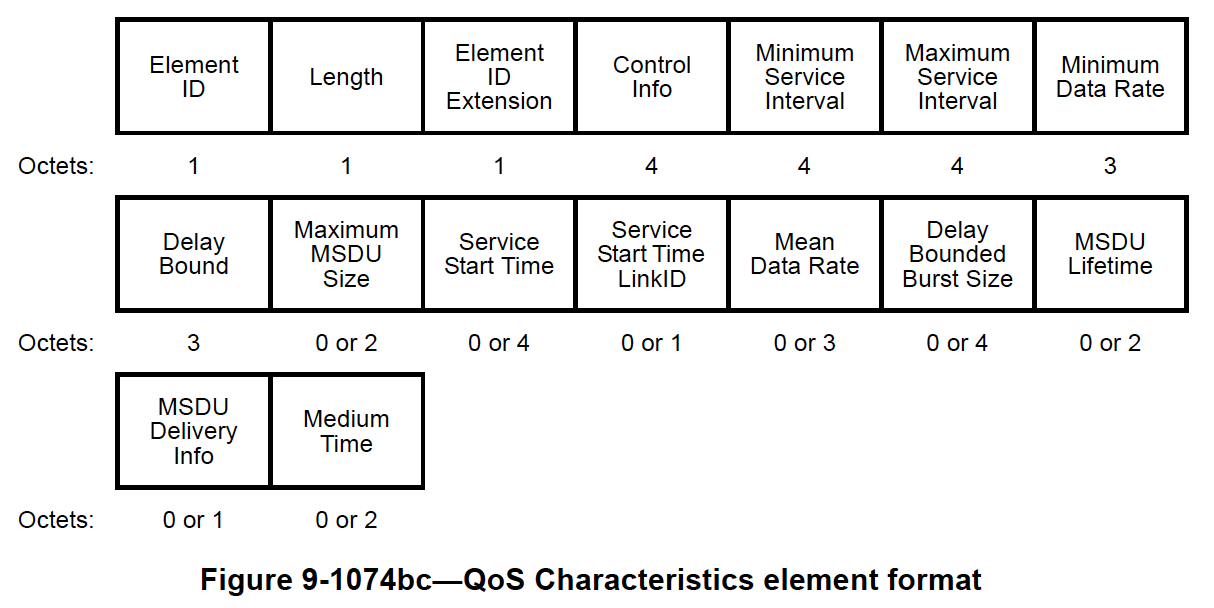 Element ID
Length
Element ID Extension
Control Info
Minimum Service Interval
Maximum Service Interval
Minimum Data Rate
Octets: 1 1 1 4 4 4 3
Delay Bound
Maximum MSDU Size
Service Start Time
Service Start Time LinkID
Mean Data Rate
Delay Bounded Burst Size
MSDU Lifetime
Octets: 3 0 or 2 0 or 4 0 or 1 0 or 3 0 or 4 0 or 2
MSDU Delivery Info
Medium Time
Octets: 0 or 1 0 or 2
Figure 9-1074bc—QoS Characteristics element format